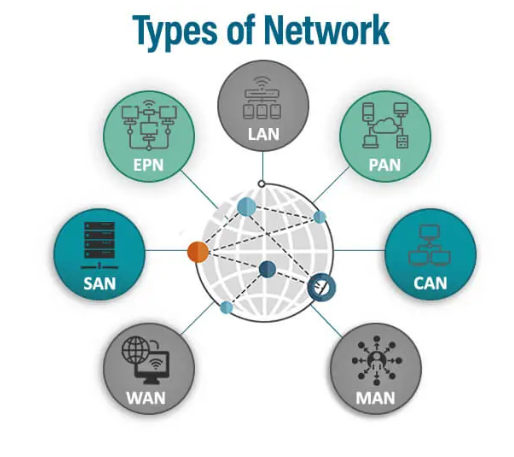 Types of Network
LAN
EPN
PAN
SAN
CAN
WAN
MAN